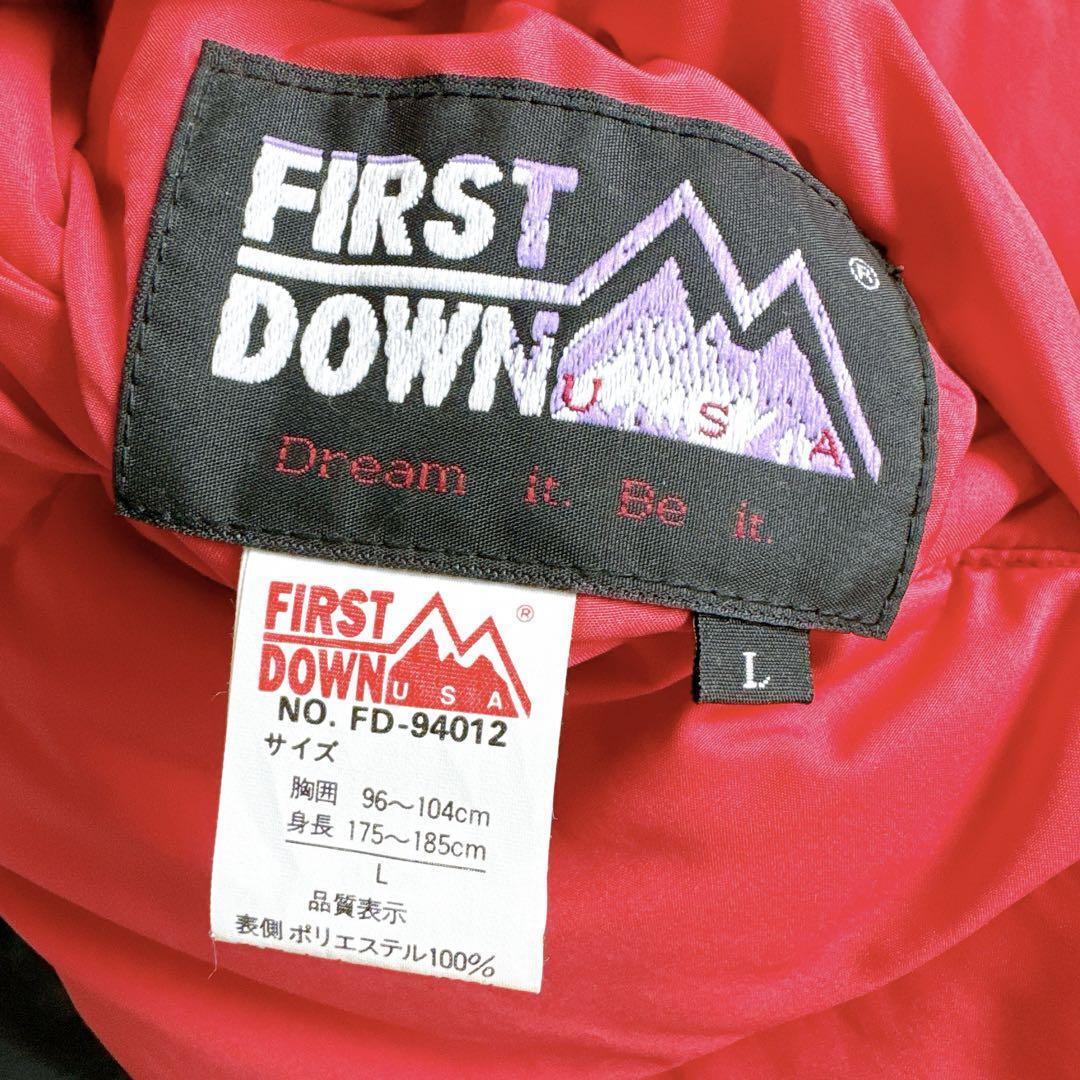 FIRST
DOWN
U S A
®
Dream it. Be it.
L
FIRST
DOWN
U S A
®
NO. FD-94012
サイズ
胸囲 96〜104cm
身長 175〜185cm
L
品質表示
表側 ポリエステル100%